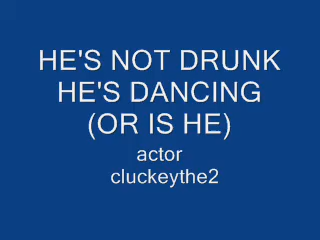 HE'S NOT DRUNK
HE'S DANCING
(OR IS HE)
actor
cluckeythe2